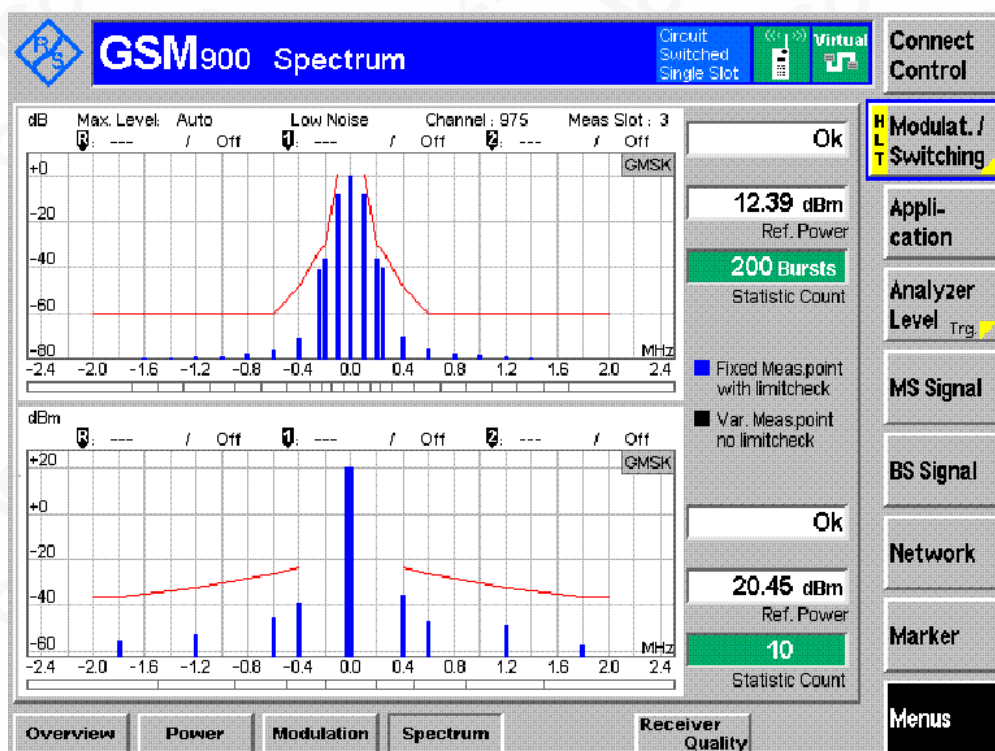 R S
GSM900 Spectrum
Circuit
Switched
Single Slot
Virtual
Connect
Control
dB Max. Level: Auto Low Noise Channel : 975 Meas Slot : 3
R: --- / Off 1: --- / Off 2: --- / Off
GMSK
+0
-20
-40
-60
-80
MHz
-2.4 -2.0 -1.6 -1.2 -0.8 -0.4 0.0 0.4 0.8 1.2 1.6 2.0 2.4
Ok
12.39 dBm
Ref. Power
200 Bursts
Statistic Count
Fixed Meas.point
with limitcheck
Var. Meas.point
no limitcheck
dBm
R: --- / Off 1: --- / Off 2: --- / Off
GMSK
+20
+0
-20
-40
-60
MHz
-2.4 -2.0 -1.6 -1.2 -0.8 -0.4 0.0 0.4 0.8 1.2 1.6 2.0 2.4
Ok
20.45 dBm
Ref. Power
10
Statistic Count
HLT
Modulat. /
Switching
Appli-
cation
Analyzer
Level Trg.
MS Signal
BS Signal
Network
Marker
Menus
Overview Power Modulation Spectrum Receiver
Quality